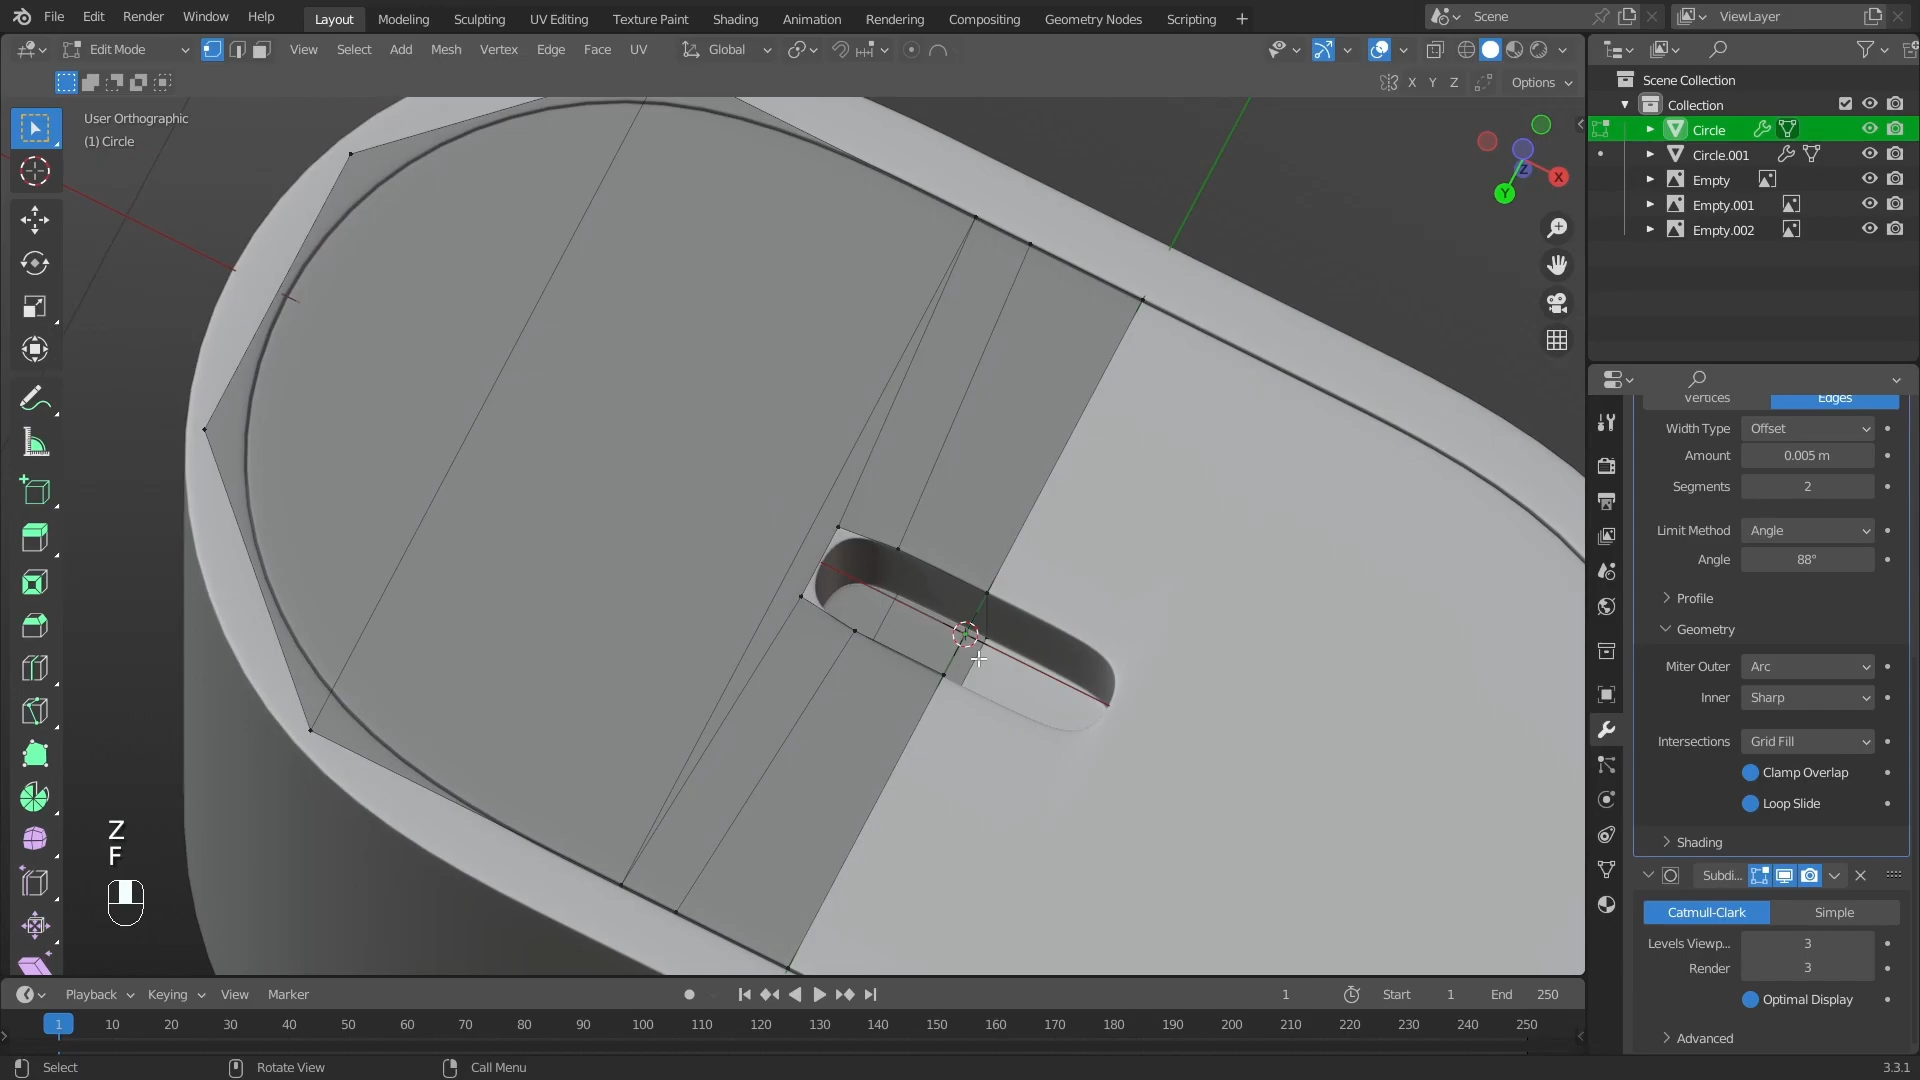 File Edit Render Window Help Layout Modeling Sculpting UV Editing Texture Paint Shading Animation Rendering Compositing Geometry Nodes Scripting + Scene ViewLayer
Edit Mode View Select Add Mesh Vertex Edge Face UV Global
X Y Z Options
User Orthographic
(1) Circle
X
Y
Z
Scene Collection
Collection
Circle
Circle.001
Empty
Empty.001
Empty.002
Vertices Edges
Width Type Offset
Amount 0.005 m
Segments 2
Limit Method Angle
Angle 88°
Profile
Geometry
Miter Outer Arc
Inner Sharp
Intersections Grid Fill
Clamp Overlap
Loop Slide
Shading
Subdi...
Catmull-Clark Simple
Levels Viewp... 3
Render 3
Optimal Display
Advanced
Z
F
Playback Keying View Marker 1 Start 1 End 250
1 10 20 30 40 50 60 70 80 90 100 110 120 130 140 150 160 170 180 190 200 210 220 230 240 250
Select Rotate View Call Menu 3.3.1